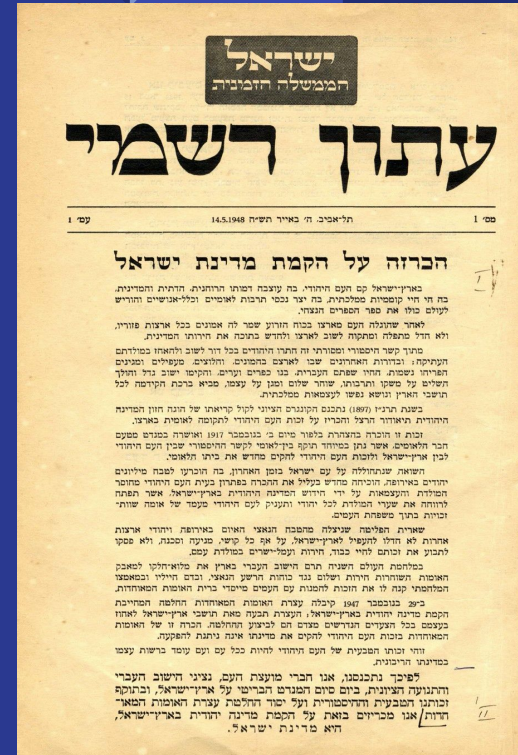 ישראל
הממשלה הזמנית
עתון רשמי
מס׳ 1 תל־אביב, ה׳ באייר תש״ח 14.5.1948 עמ׳ 1
הכרזה על הקמת מדינת ישראל
בארץ־ישראל קם העם היהודי, בה עוצבה דמותו הרוחנית, הדתית והמדינית,
בה חי חיי קוממיות ממלכתית, בה יצר נכסי תרבות לאומיים וכלל־אנושיים והוריש
לעולם כולו את ספר הספרים הנצחי.
לאחר שהוגלה העם מארצו בכוח הזרוע שמר לה אמונים בכל ארצות פזוריו,
ולא חדל מתפלה ומתקוה לשוב לארצו ולחדש בתוכה את חירותו המדינית.
מתוך קשר היסטורי ומסורתי זה חתרו היהודים בכל דור לשוב ולהאחז במולדתם
העתיקה; ובדורות האחרונים שבו לארצם בהמונים, וחלוצים, מעפילים ומגינים
הפריחו נשמות, החיו שפתם העברית, בנו כפרים וערים, והקימו ישוב גדל והולך
השליט על משקו ותרבותו, שוחר שלום ומגן על עצמו, מביא ברכת הקידמה לכל
תושבי הארץ ונושא נפשו לעצמאות ממלכתית.
בשנת תרנ״ז (1897) נתכנס הקונגרס הציוני לקול קריאתו של הוגה חזון המדינה
היהודית תיאודור הרצל והכריז על זכות העם היהודי לתקומה לאומית בארצו.
זכות זו הוכרה בהצהרת בלפור מיום ב׳ בנובמבר 1917 ואושרה במנדט מטעם
חבר הלאומים, אשר נתן במיוחד תוקף בין־לאומי לקשר ההיסטורי שבין העם היהודי
לבין ארץ־ישראל ולזכות העם היהודי להקים מחדש את ביתו הלאומי.
השואה שנתחוללה על עם ישראל בזמן האחרון, בה הוכרעו לטבח מיליונים
יהודים באירופה, הוכיחה מחדש בעליל את ההכרח בפתרון בעית העם היהודי מחוסר
המולדת והעצמאות על ידי חידוש המדינה היהודית בארץ־ישראל, אשר תפתח
לרווחה את שערי המולדת לכל יהודי ותעניק לעם היהודי מעמד של אומה שוות־
זכויות בתוך משפחת העמים.
שארית הפליטה שניצלה מהטבח הנאצי האיום באירופה ויהודי ארצות
אחרות לא חדלו להעפיל לארץ־ישראל, על אף כל קושי, מניעה וסכנה, ולא פסקו
לתבוע את זכותם לחיי כבוד, חירות ועמל־ישרים במולדת עמם.
במלחמת העולם השניה תרם הישוב העברי בארץ את מלוא־חלקו למאבק
האומות השוחרות חירות ושלום נגד כוחות הרשע הנאצי, ובדם חייליו ובמאמצו
המלחמתי קנה לו את הזכות להמנות עם העמים מייסדי ברית האומות המאוחדות.
ב־29 בנובמבר 1947 קיבלה עצרת האומות המאוחדות החלטה המחייבת
הקמת מדינה יהודית בארץ־ישראל; העצרת תבעה מאת תושבי ארץ־ישראל לאחוז
בעצמם בכל הצעדים הנדרשים מצדם הם לביצוע ההחלטה. הכרה זו של האומות
המאוחדות בזכות העם היהודי להקים את מדינתו אינה ניתנת להפקעה.
זוהי זכותו הטבעית של העם היהודי להיות ככל עם ועם עומד ברשות עצמו
במדינתו הריבונית.
לפיכך נתכנסנו, אנו חברי מועצת העם, נציגי הישוב העברי
והתנועה הציונית, ביום סיום המנדט הבריטי על ארץ־ישראל, ובתוקף
זכותנו הטבעית וההיסטורית ועל יסוד החלטת עצרת האומות המאו־
חדות אנו מכריזים בזאת על הקמת מדינה יהודית בארץ־ישראל,
היא מדינת ישראל.
I
II